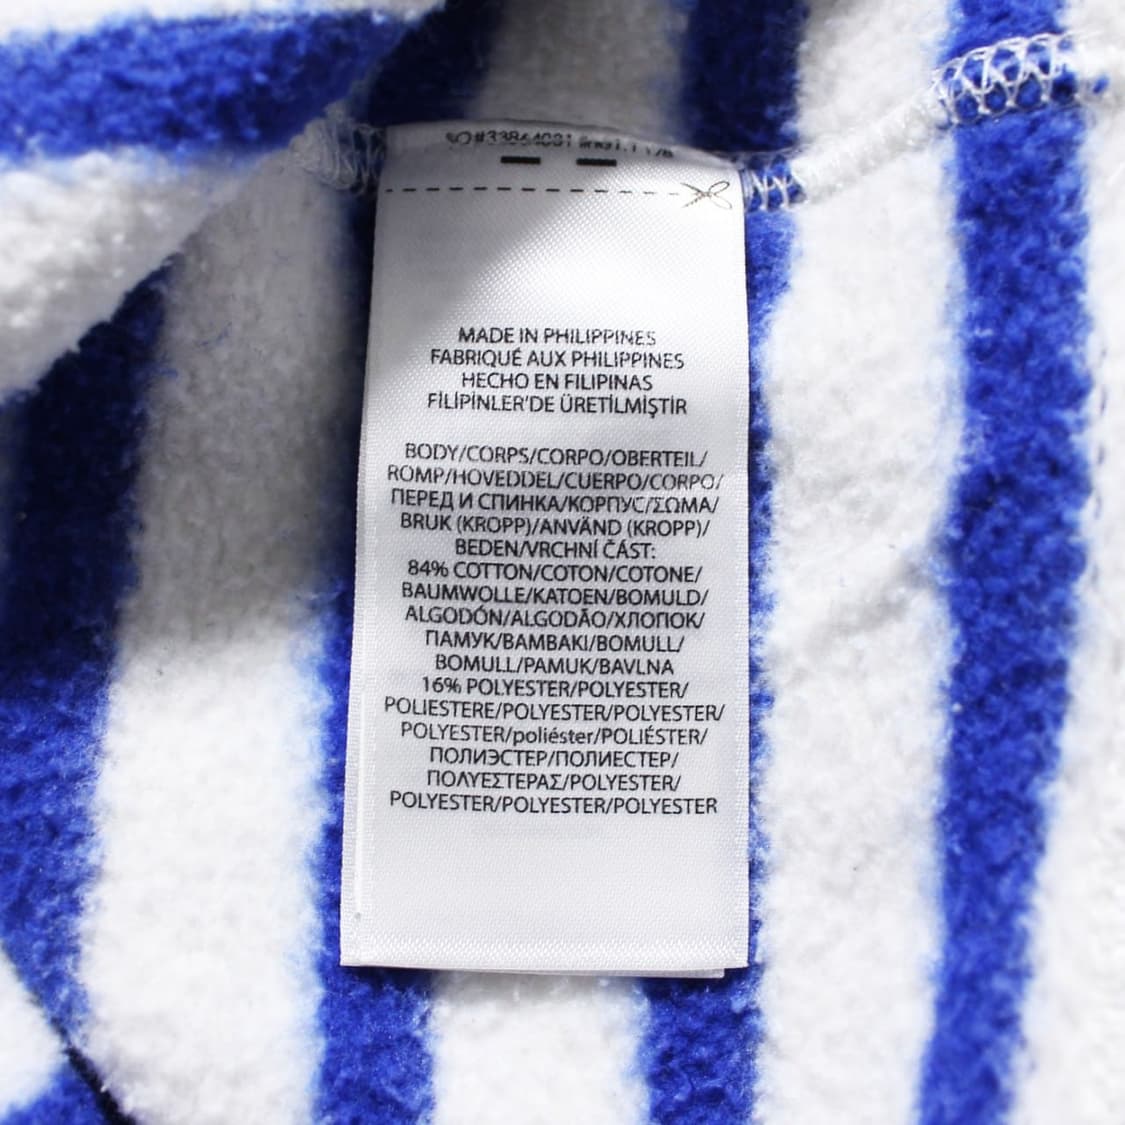 MADE IN PHILIPPINES
FABRIQUÉ AUX PHILIPPINES
HECHO EN FILIPINAS
FİLİPİNLER'DE ÜRETİLMİŞTİR
BODY/CORPS/CORPO/OBERTEIL/
ROMP/HOVEDDEL/CUERPO/CORPO/
ПЕРЕД И СПИНКА/КОРПУС/ΣΩΜΑ/
BRUK (KROPP)/ANVÄND (KROPP)/
BEDEN/VRCHNÍ ČÁST:
84% COTTON/COTON/COTONE/
BAUMWOLLE/KATOEN/BOMULD/
ALGODÓN/ALGODÃO/ХЛОПОК/
ПАМУК/ΒΑΜΒΑΚΙ/BOMULL/
BOMULL/PAMUK/BAVLNA
16% POLYESTER/POLYESTER/
POLIESTERE/POLYESTER/POLYESTER/
POLYESTER/poliéster/POLIÉSTER/
ПОЛИЭСТЕР/ПОЛИЕСТЕР/
ΠΟΛΥΕΣΤΕΡΑΣ/POLYESTER/
POLYESTER/POLYESTER/POLYESTER